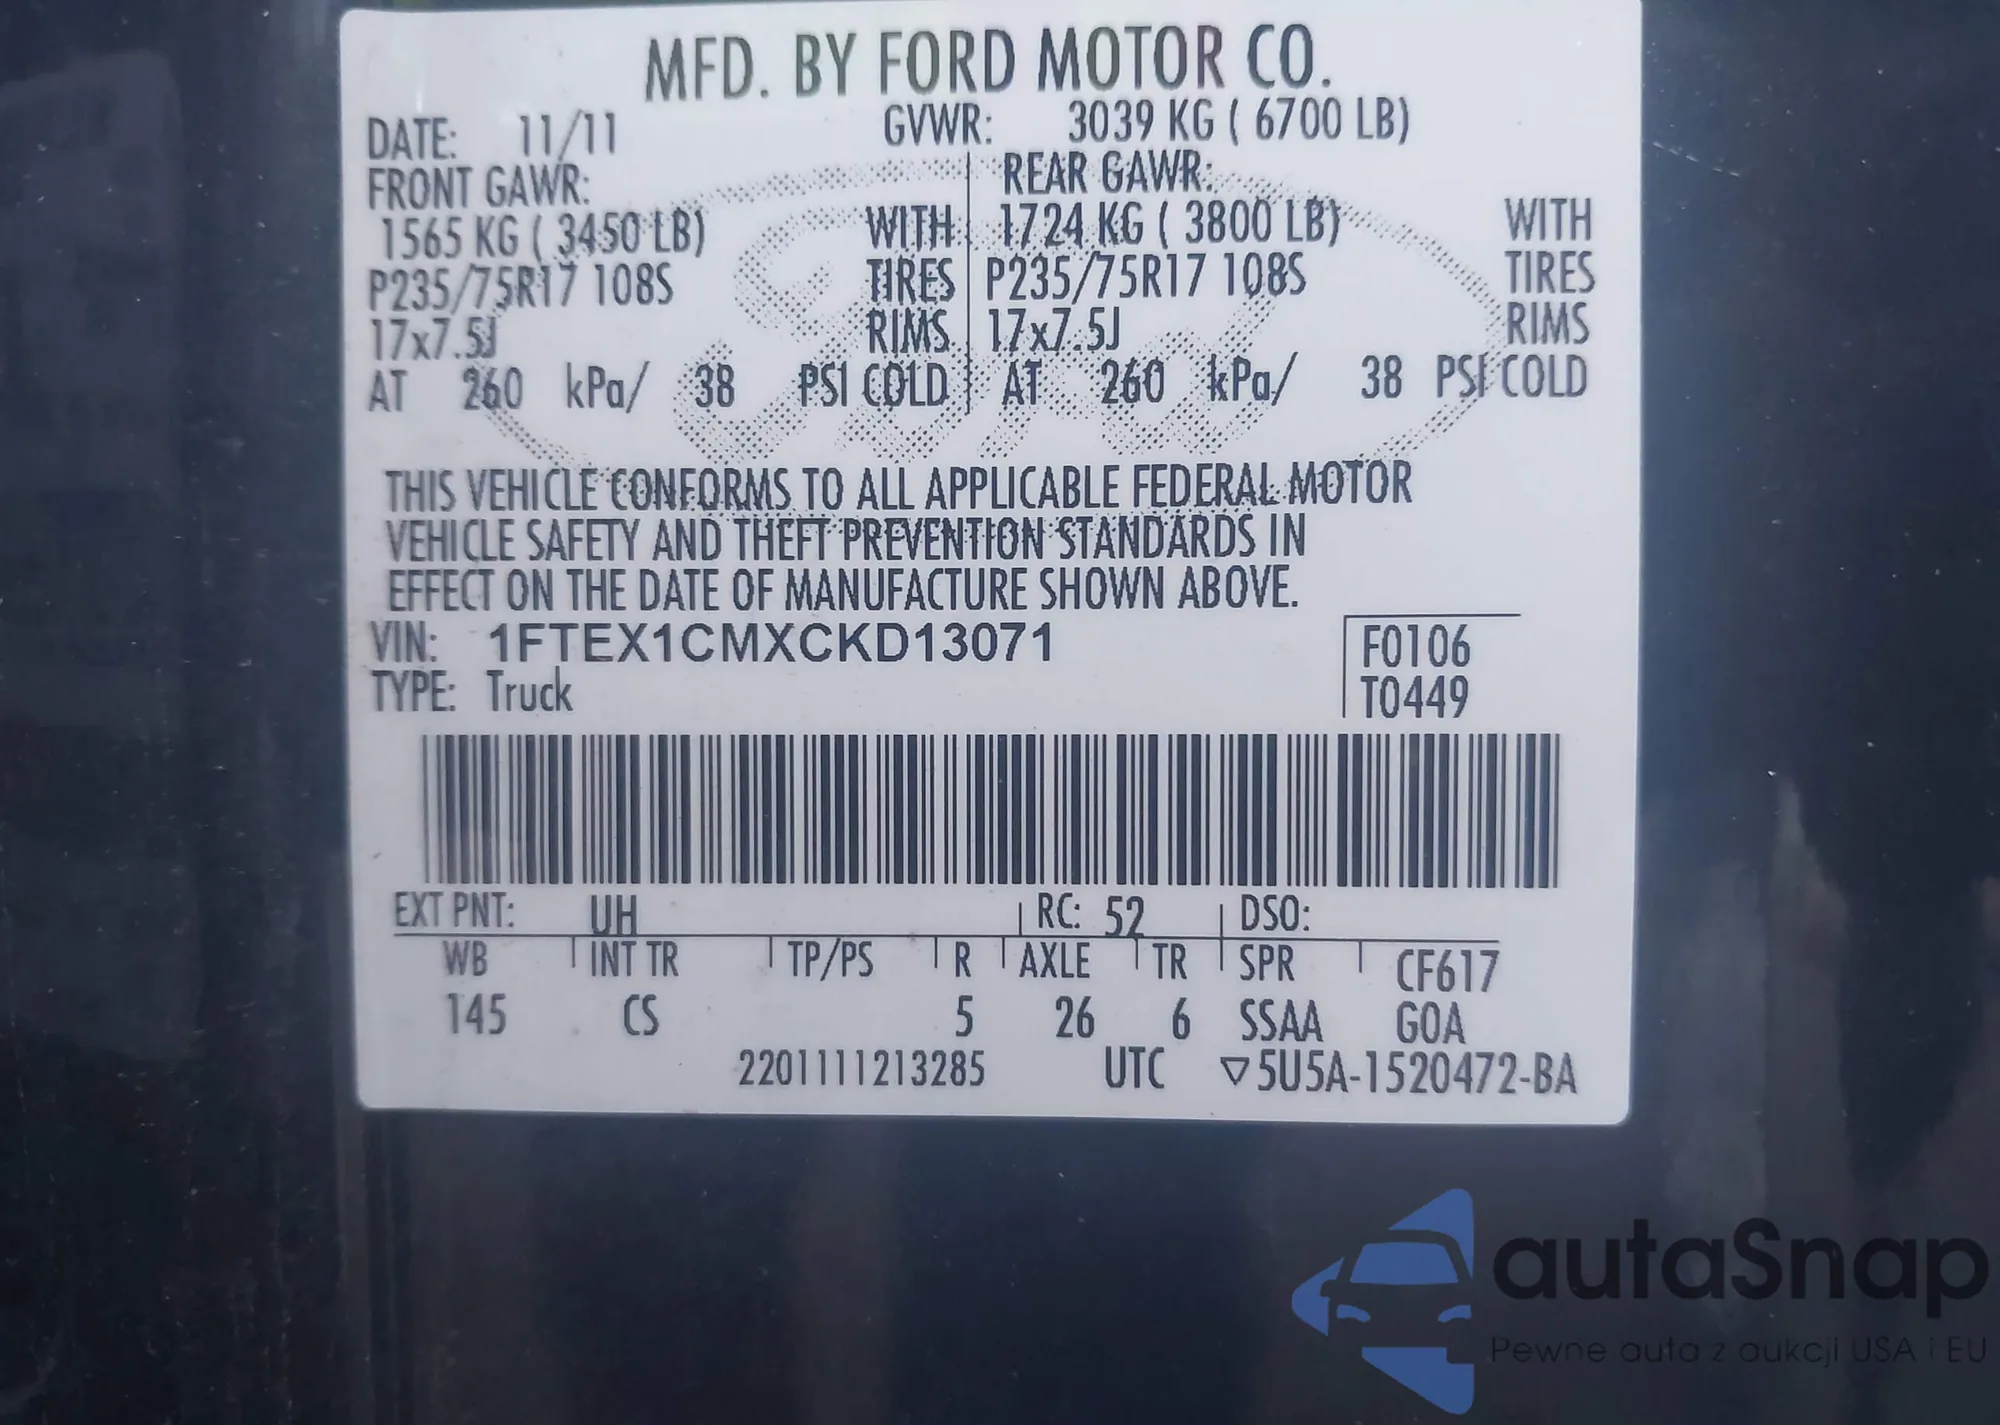 MFD. BY FORD MOTOR CO.
DATE: 11/11 GVWR: 3039 KG ( 6700 LB)
FRONT GAWR: REAR GAWR:
1565 KG ( 3450 LB) WITH 1724 KG ( 3800 LB) WITH
P235/75R17 108S TIRES P235/75R17 108S TIRES
17x7.5J RIMS 17x7.5J RIMS
AT 260 kPa/ 38 PSI COLD AT 260 kPa/ 38 PSI COLD
THIS VEHICLE CONFORMS TO ALL APPLICABLE FEDERAL MOTOR
VEHICLE SAFETY AND THEFT PREVENTION STANDARDS IN
EFFECT ON THE DATE OF MANUFACTURE SHOWN ABOVE.
VIN: 1FTEX1CMXCKD13071 F0106
TYPE: Truck T0449
EXT PNT: UH RC: 52 DSO:
WB INT TR TP/PS R AXLE TR SPR CF617
145 CS 5 26 6 SSAA GOA
2201111213285 UTC ▽5U5A-1520472-BA
autaSnap
Pewne auta z aukcji USA i EU